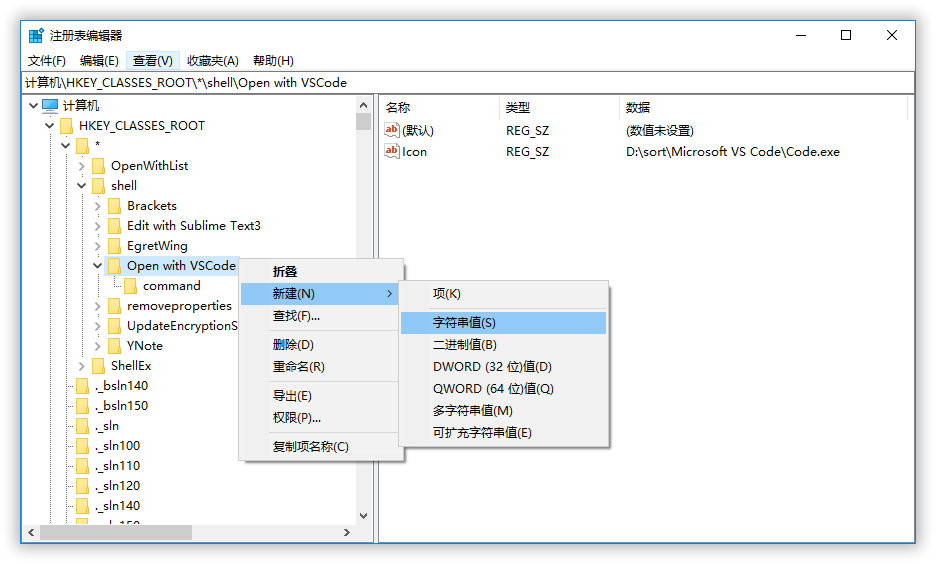 注册表编辑器
文件(F) 编辑(E) 查看(V) 收藏夹(A) 帮助(H)
计算机\HKEY_CLASSES_ROOT\*\shell\Open with VSCode
计算机
HKEY_CLASSES_ROOT
*
OpenWithList
shell
Brackets
Edit with Sublime Text3
EgretWing
Open with VSCode
command
removeproperties
UpdateEncryptionS
YNote
ShellEx
._bsln140
._bsln150
._sln
._sln100
._sln110
._sln120
._sln140
名称 类型 数据
ab (默认) REG_SZ (数值未设置)
ab Icon REG_SZ D:\sort\Microsoft VS Code\Code.exe
折叠
新建(N)
查找(F)...
删除(D)
重命名(R)
导出(E)
权限(P)...
复制项名称(C)
项(K)
字符串值(S)
二进制值(B)
DWORD (32 位)值(D)
QWORD (64 位)值(Q)
多字符串值(M)
可扩充字符串值(E)